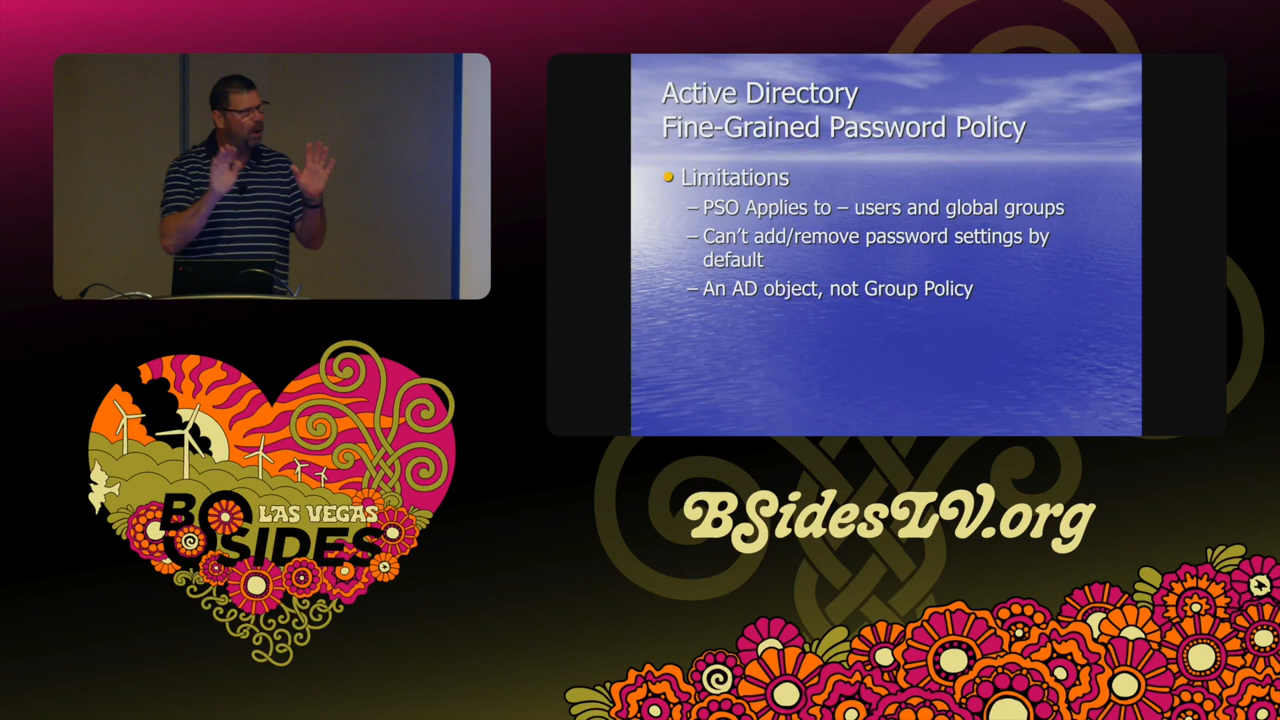 Active Directory
Fine-Grained Password Policy
• Limitations
– PSO Applies to – users and global groups
– Can't add/remove password settings by
default
– An AD object, not Group Policy
LAS VEGAS
BSIDES
BSidesLV.org